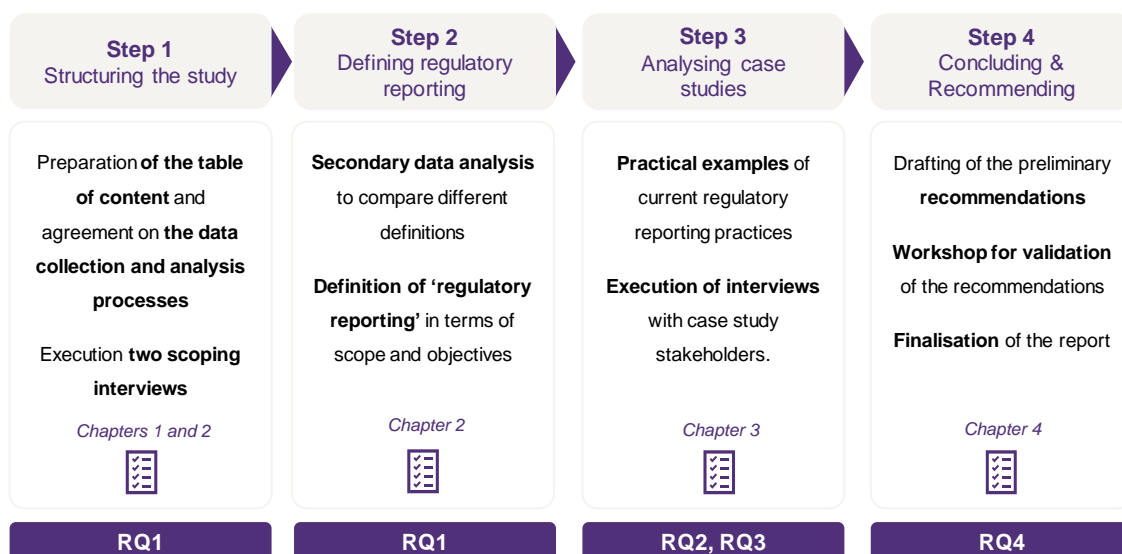 Step 1
Structuring the study
Preparation of the table
of content and
agreement on the data
collection and analysis
processes
Execution two scoping
interviews
Chapters 1 and 2
RQ1
Step 2
Defining regulatory
reporting
Secondary data analysis
to compare different
definitions
Definition of ‘regulatory
reporting’ in terms of
scope and objectives
Chapter 2
RQ1
Step 3
Analysing case
studies
Practical examples of
current regulatory
reporting practices
Execution of interviews
with case study
stakeholders.
Chapter 3
RQ2, RQ3
Step 4
Concluding &
Recommending
Drafting of the preliminary
recommendations
Workshop for validation
of the recommendations
Finalisation of the report
Chapter 4
RQ4